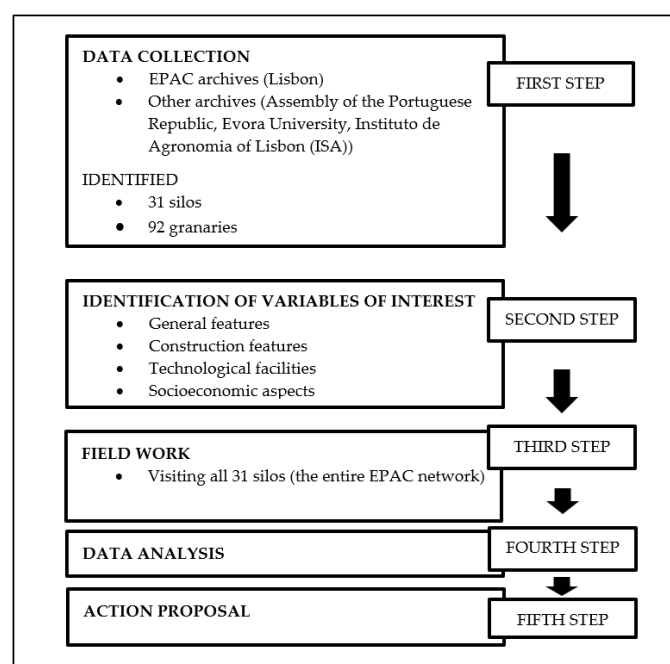 DATA COLLECTION
• EPAC archives (Lisbon)
• Other archives (Assembly of the Portuguese
Republic, Evora University, Instituto de
Agronomia of Lisbon (ISA))
IDENTIFIED
• 31 silos
• 92 granaries
FIRST STEP
IDENTIFICATION OF VARIABLES OF INTEREST
• General features
• Construction features
• Technological facilities
• Socioeconomic aspects
SECOND STEP
FIELD WORK
• Visiting all 31 silos (the entire EPAC network)
THIRD STEP
DATA ANALYSIS
FOURTH STEP
ACTION PROPOSAL
FIFTH STEP